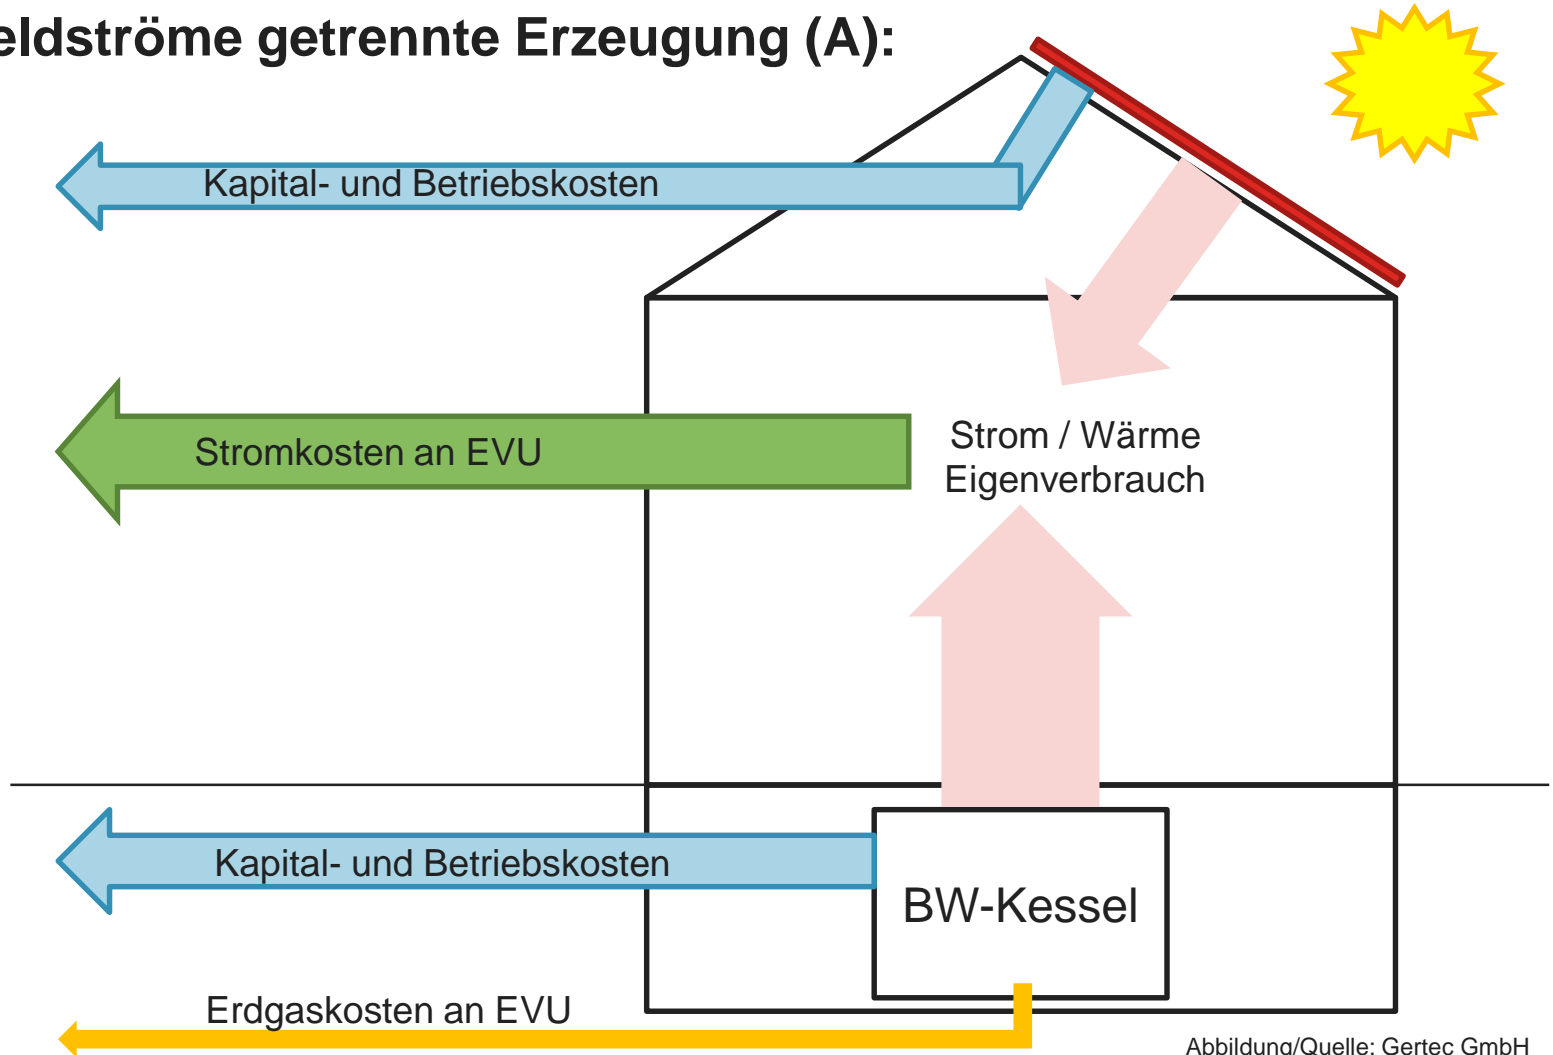 eldströme getrennte Erzeugung (A):
Kapital- und Betriebskosten
Stromkosten an EVU
Strom / Wärme
Eigenverbrauch
Kapital- und Betriebskosten
BW-Kessel
Erdgaskosten an EVU
Abbildung/Quelle: Gertec GmbH